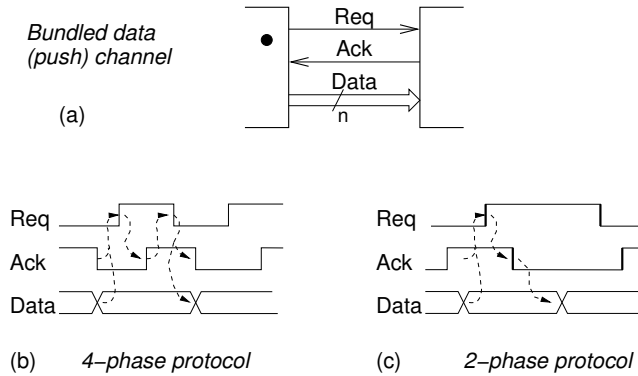 Bundled data
(push) channel
Req
Ack
Data
n
(a)
Req
Ack
Data
(b) 4–phase protocol
Req
Ack
Data
(c) 2–phase protocol